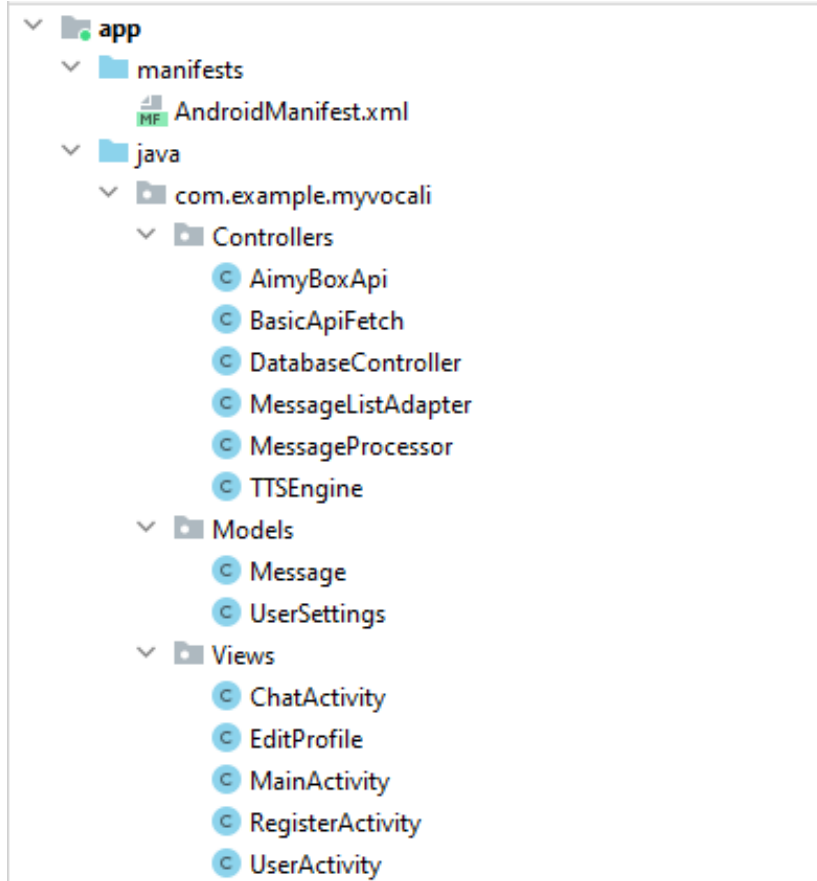 app
manifests
MF AndroidManifest.xml
java
com.example.myvocali
Controllers
C AimyBoxApi
C BasicApiFetch
C DatabaseController
C MessageListAdapter
C MessageProcessor
C TTSEngine
Models
C Message
C UserSettings
Views
C ChatActivity
C EditProfile
C MainActivity
C RegisterActivity
C UserActivity